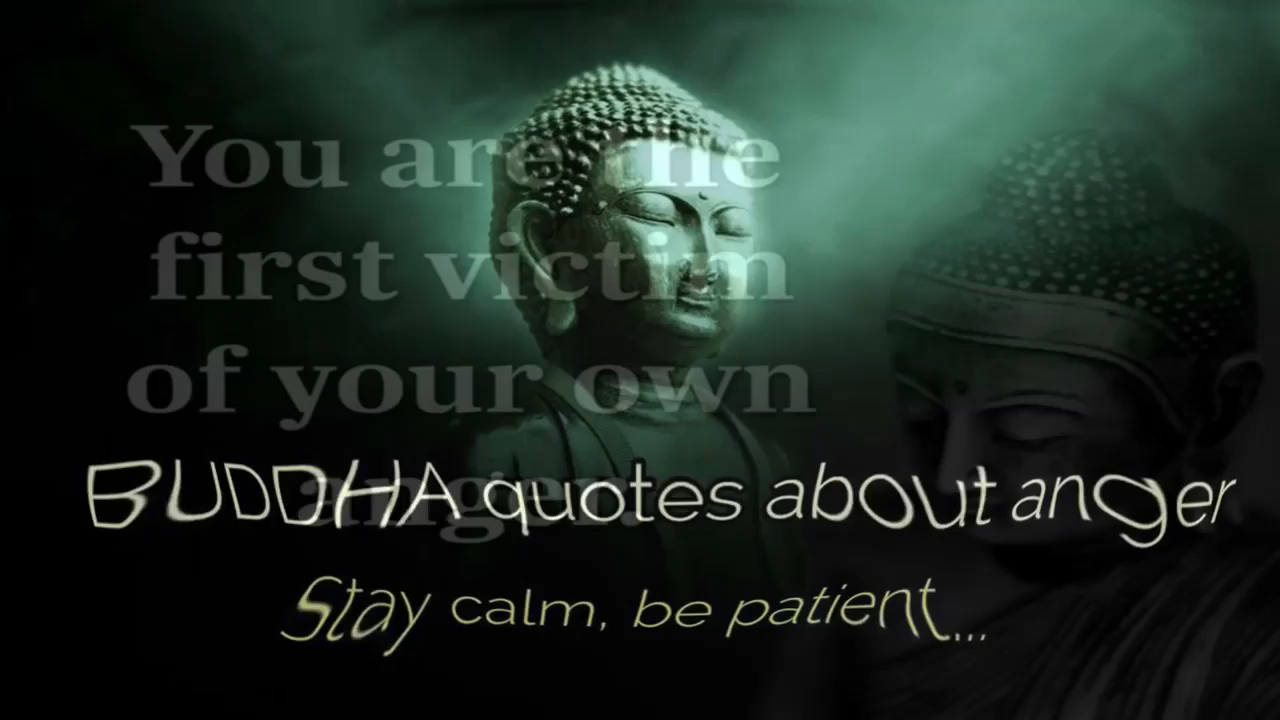 You are the
first victim
of your own
anger.
BUDDHA quotes about anger
Stay calm, be patient...